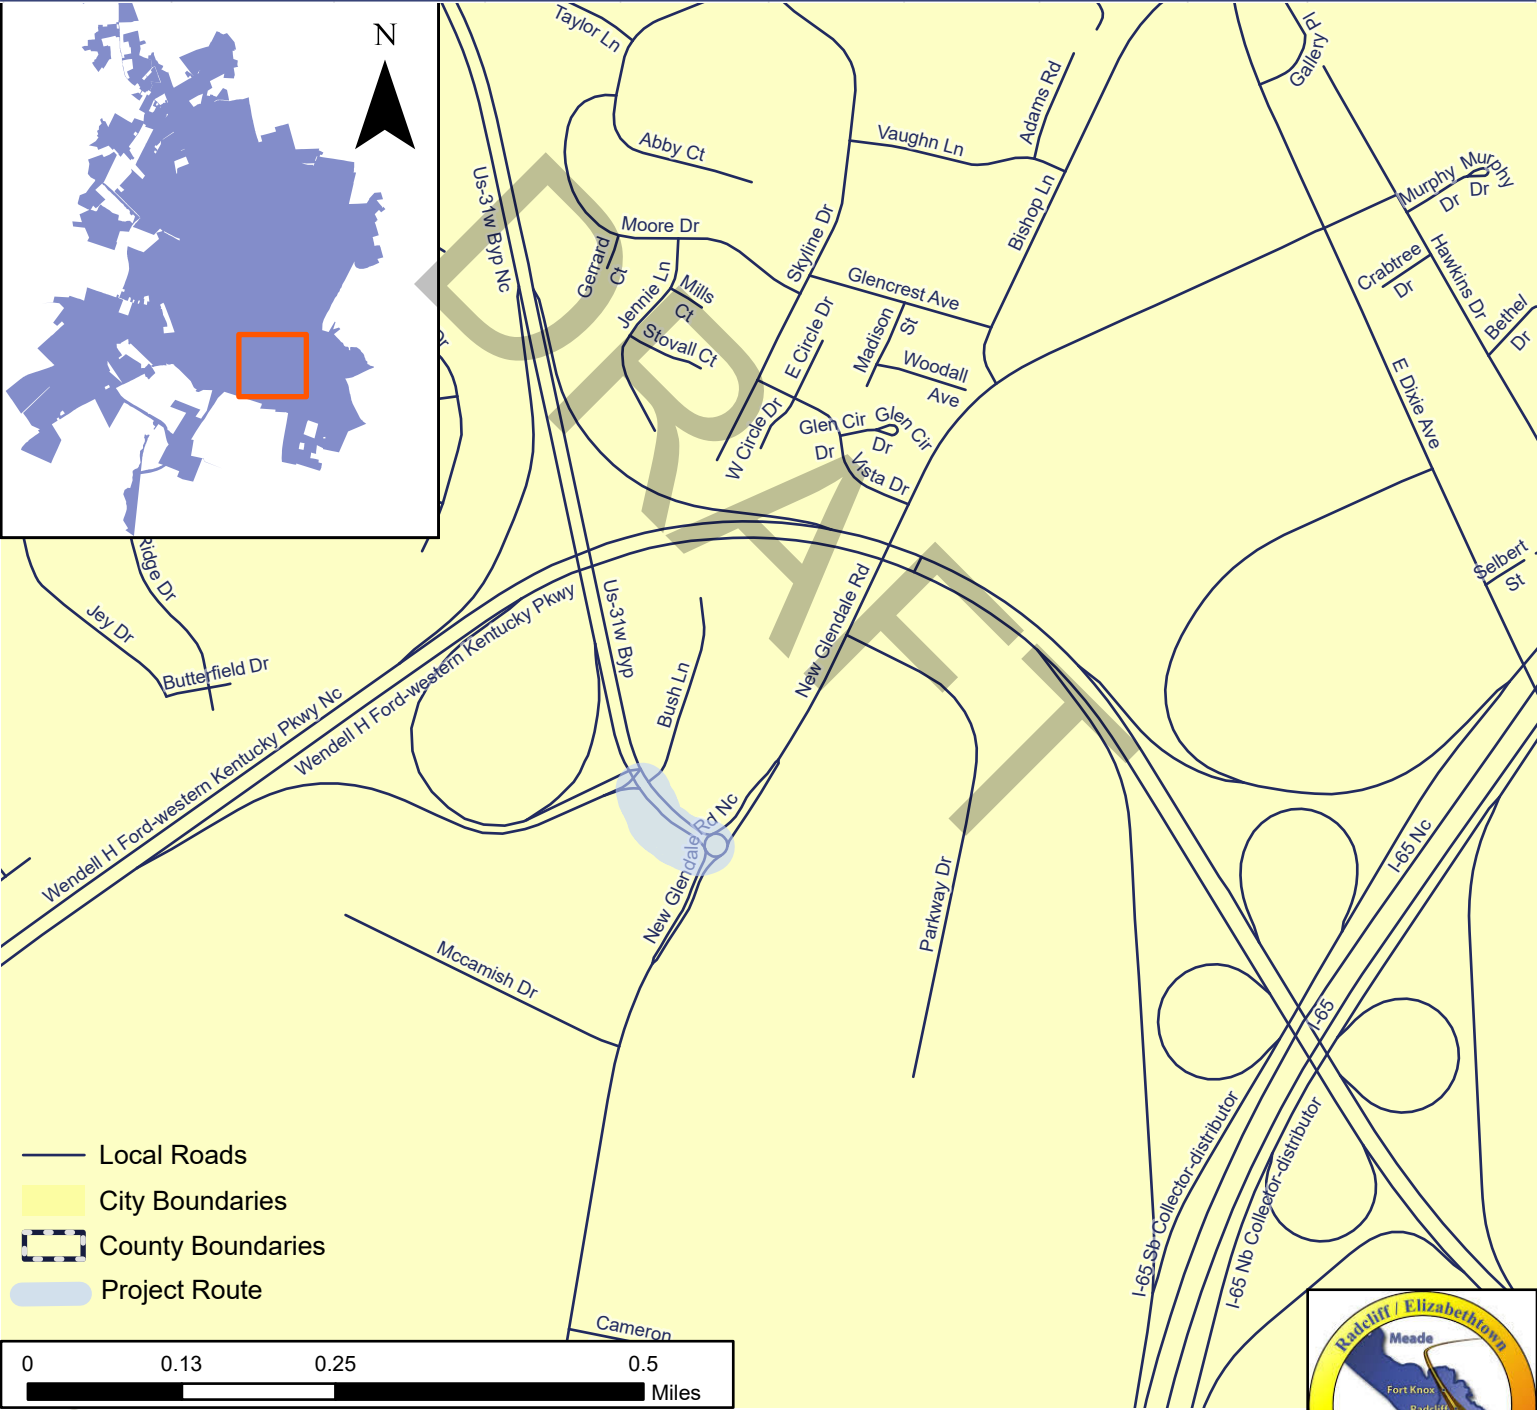 N
Taylor Ln
Gallery Pl
Adams Rd
Vaughn Ln
Abby Ct
Murphy
Dr
Murphy
Dr
Us-31w Byp Nc
Moore Dr
Skyline Dr
Bishop Ln
Gerrard
Ct
Jennie Ln
Mills
Ct
Glencrest Ave
Crabtree
Dr
Hawkins Dr
Bethel
Dr
Stovall Ct
E Circle Dr
Madison
St
Woodall
Ave
Dr
E Dixie Ave
W Circle Dr
Glen Cir
Dr
Glen Cir
Dr
Vista Dr
DRAFT
Ridge Dr
Selbert
St
Jey Dr
Us-31w Byp
New Glendale Rd
Butterfield Dr
Bush Ln
Wendell H Ford-western Kentucky Pkwy Nc
Wendell H Ford-western Kentucky Pkwy
New Glendale Rd Nc
I-65 Nc
Parkway Dr
Mccamish Dr
I-65
I-65 Sb Collector-distributor
I-65 Nb Collector-distributor
Local Roads
City Boundaries
County Boundaries
Project Route
Cameron
0 0.13 0.25 0.5
Miles
Radcliff / Elizabethtown
Meade
Fort Knox
Radcliff